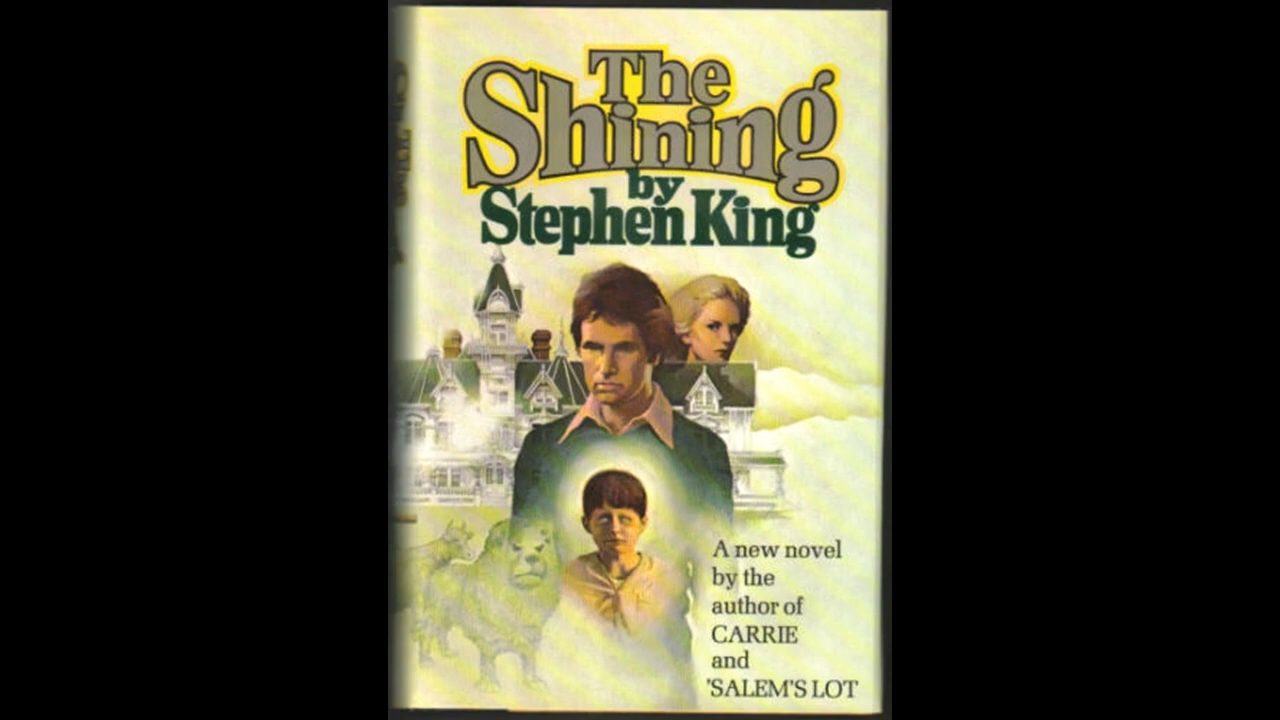 The
Shining
by
Stephen King
A new novel
by the
author of
CARRIE
and
'SALEM'S LOT